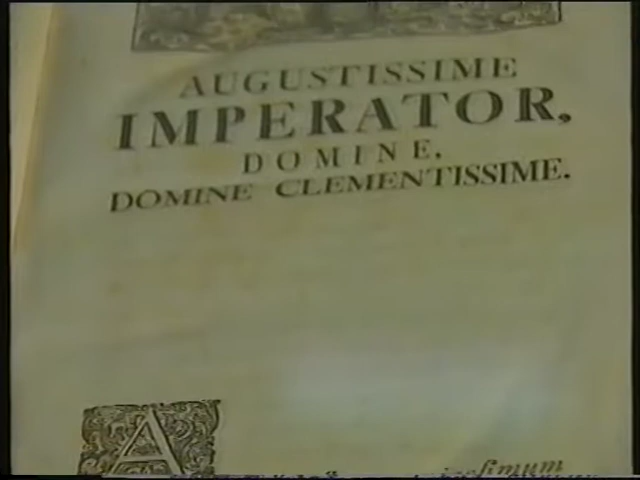 AUGUSTISSIME
IMPERATOR,
DOMINE,
DOMINE CLEMENTISSIME.
A